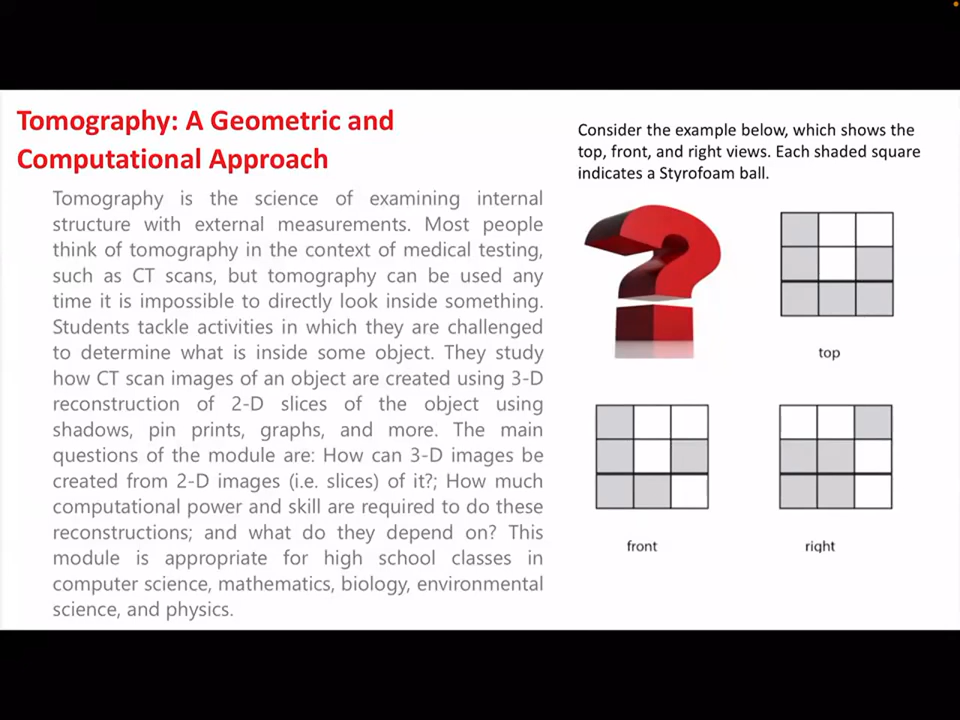 Tomography: A Geometric and
Computational Approach
Tomography is the science of examining internal
structure with external measurements. Most people
think of tomography in the context of medical testing,
such as CT scans, but tomography can be used any
time it is impossible to directly look inside something.
Students tackle activities in which they are challenged
to determine what is inside some object. They study
how CT scan images of an object are created using 3-D
reconstruction of 2-D slices of the object using
shadows, pin prints, graphs, and more. The main
questions of the module are: How can 3-D images be
created from 2-D images (i.e. slices) of it?; How much
computational power and skill are required to do these
reconstructions; and what do they depend on? This
module is appropriate for high school classes in
computer science, mathematics, biology, environmental
science, and physics.
Consider the example below, which shows the
top, front, and right views. Each shaded square
indicates a Styrofoam ball.
top
front
right